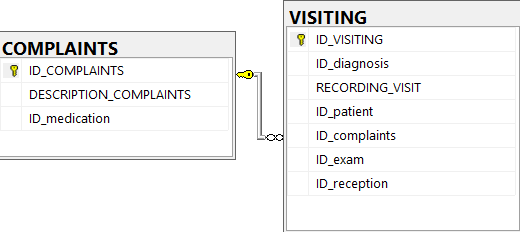 COMPLAINTS
ID_COMPLAINTS
DESCRIPTION_COMPLAINTS
ID_medication
VISITING
ID_VISITING
ID_diagnosis
RECORDING_VISIT
ID_patient
ID_complaints
ID_exam
ID_reception